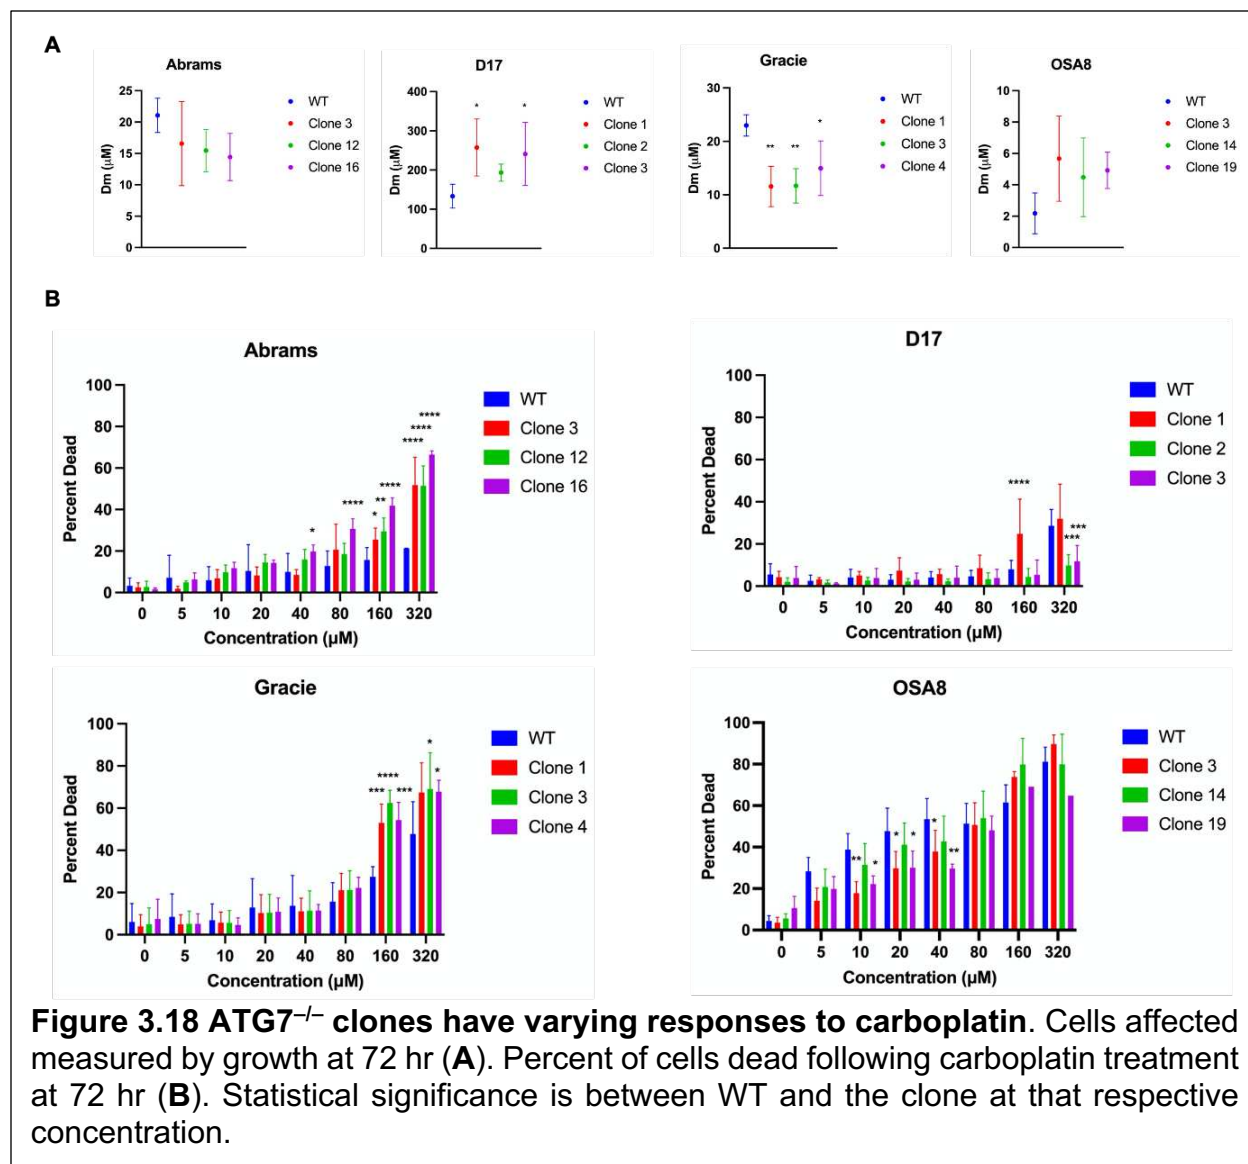 A
Abrams
25
20
15
10
5
0
Dm (μM)
WT
Clone 3
Clone 12
Clone 16
D17
400
300
200
100
0
Dm (μM)
* *
WT
Clone 1
Clone 2
Clone 3
Gracie
30
20
10
0
Dm (μM)
** ** *
WT
Clone 1
Clone 3
Clone 4
OSA8
10
8
6
4
2
0
Dm (μM)
WT
Clone 3
Clone 14
Clone 19
B
Abrams
100
80
60
40
20
0
Percent Dead
* **** * ** **** **** **** ****
0 5 10 20 40 80 160 320
Concentration (μM)
WT
Clone 3
Clone 12
Clone 16
D17
100
80
60
40
20
0
Percent Dead
**** *** ***
0 5 10 20 40 80 160 320
Concentration (μM)
WT
Clone 1
Clone 2
Clone 3
Gracie
100
80
60
40
20
0
Percent Dead
*** **** *** * *
0 5 10 20 40 80 160 320
Concentration (μM)
WT
Clone 1
Clone 3
Clone 4
OSA8
100
80
60
40
20
0
Percent Dead
** * * * * **
0 5 10 20 40 80 160 320
Concentration (μM)
WT
Clone 3
Clone 14
Clone 19
Figure 3.18 ATG7–/– clones have varying responses to carboplatin. Cells affected
measured by growth at 72 hr (A). Percent of cells dead following carboplatin treatment
at 72 hr (B). Statistical significance is between WT and the clone at that respective
concentration.